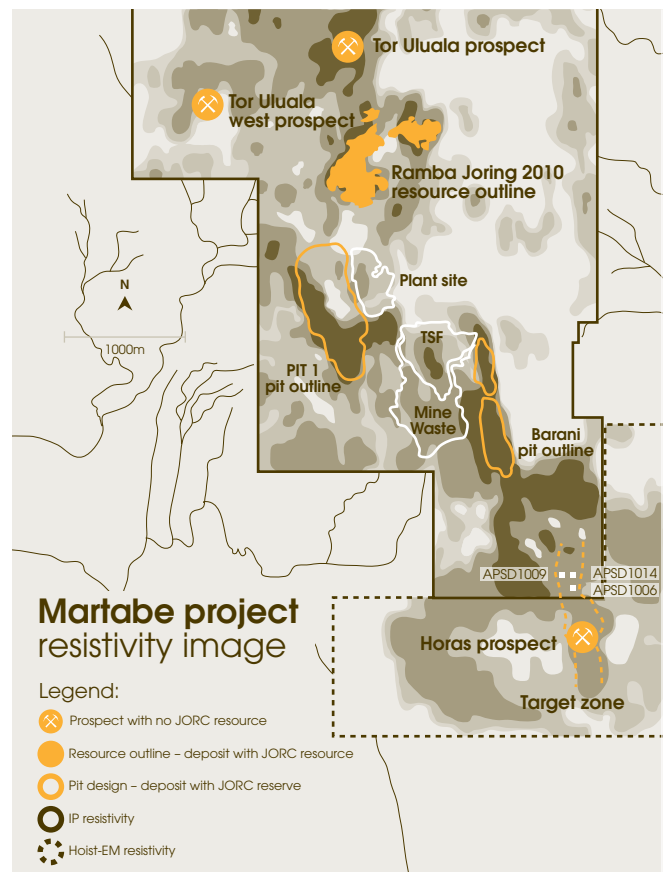 Tor Uluala prospect
Tor Uluala
west prospect
Ramba Joring 2010
resource outline
Plant site
N
1000m
TSF
PIT 1
pit outline
Mine
Waste
Barani
pit outline
APSD1009
APSD1014
APSD1006
Horas prospect
Target zone
Martabe project
resistivity image
Legend:
Prospect with no JORC resource
Resource outline – deposit with JORC resource
Pit design – deposit with JORC reserve
IP resistivity
Hoist-EM resistivity